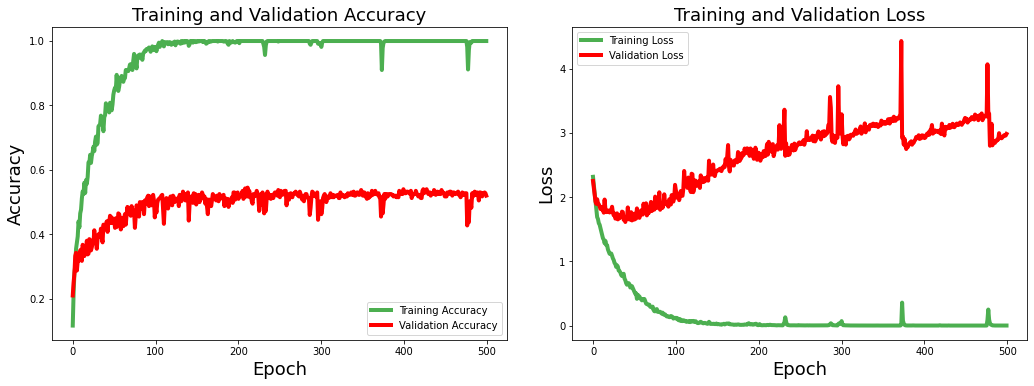 Training and Validation Accuracy
Accuracy
1.0
0.8
0.6
0.4
0.2
0 100 200 300 400 500
Epoch
Training Accuracy
Validation Accuracy
Training and Validation Loss
Training Loss
Validation Loss
Loss
4
3
2
1
0
0 100 200 300 400 500
Epoch